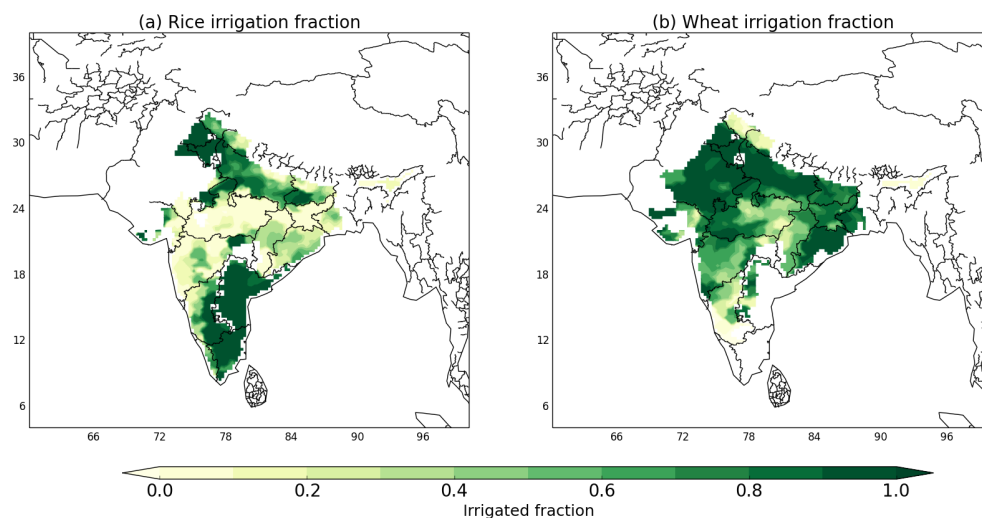 (a) Rice irrigation fraction
(b) Wheat irrigation fraction
36
30
24
18
12
6
66 72 78 84 90 96
36
30
24
18
12
6
66 72 78 84 90 96
0.0 0.2 0.4 0.6 0.8 1.0
Irrigated fraction